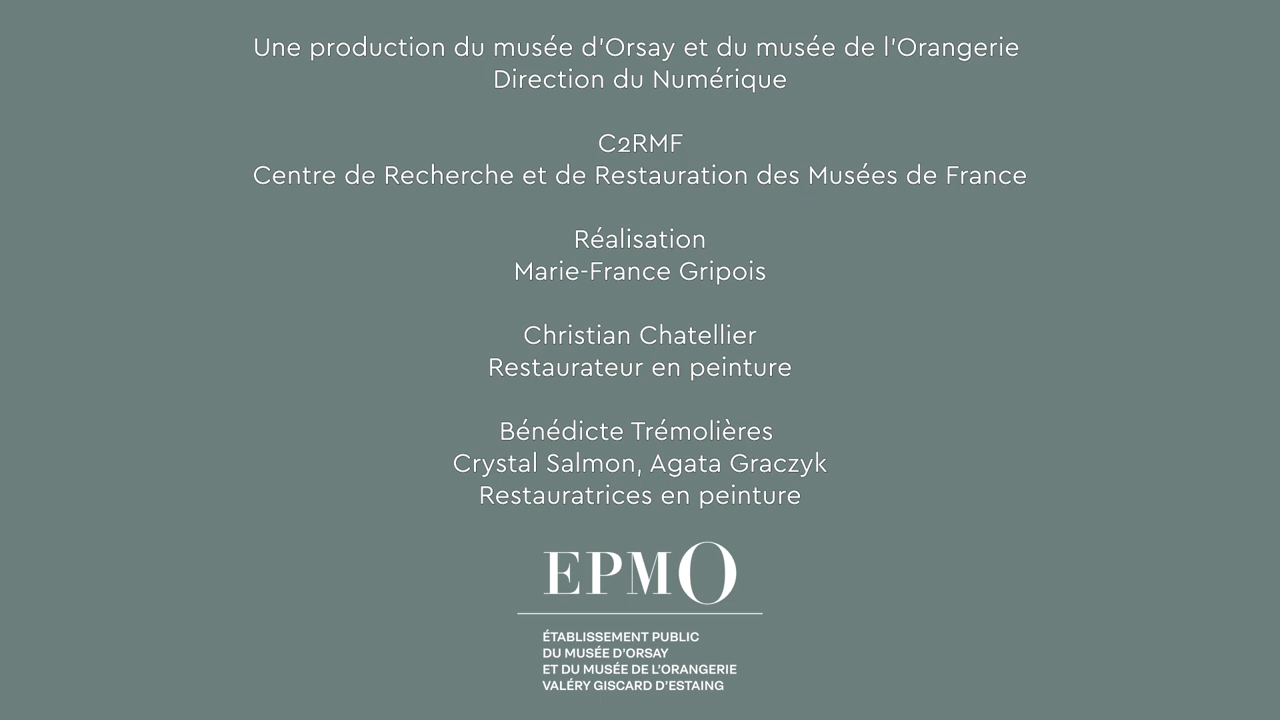 Une production du musée d'Orsay et du musée de l'Orangerie
Direction du Numérique
C2RMF
Centre de Recherche et de Restauration des Musées de France
Réalisation
Marie-France Gripois
Christian Chatellier
Restaurateur en peinture
Bénédicte Trémolières
Crystal Salmon, Agata Graczyk
Restauratrices en peinture
EPMO
ÉTABLISSEMENT PUBLIC
DU MUSÉE D'ORSAY
ET DU MUSÉE DE L'ORANGERIE
VALÉRY GISCARD D'ESTAING